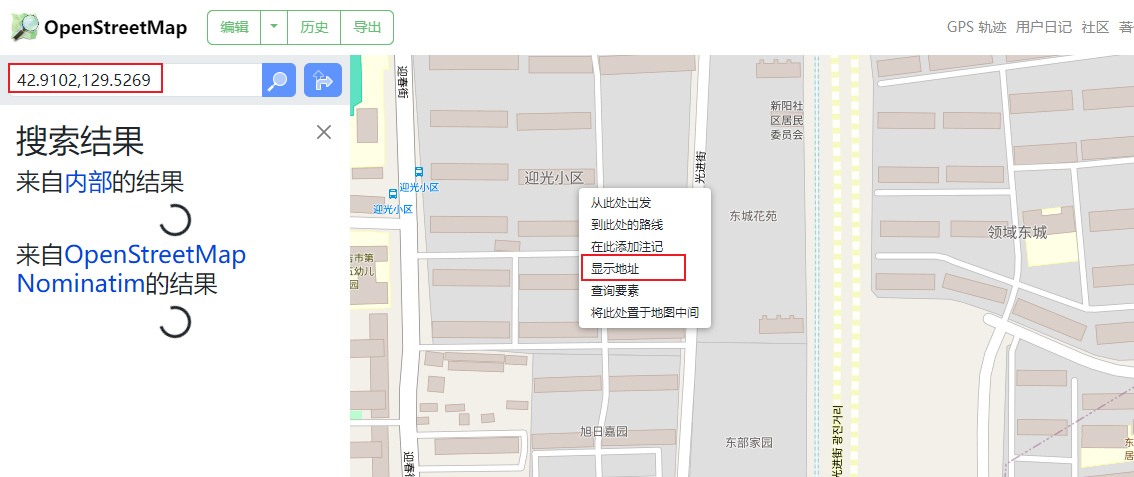 OpenStreetMap
编辑
历史
导出
GPS 轨迹
用户日记
社区
著
42.9102,129.5269
搜索结果
来自内部的结果
来自OpenStreetMap
Nominatim的结果
迎春街
新阳社
区居民
委员会
光进街
迎光小区
迎光小区
迎光小区
从此处出发
到此处的路线
在此添加注记
显示地址
查询要素
将此处置于地图中间
东城花苑
领域东城
吉市第
五幼儿
园
旭日嘉园
东部家园
光进街 광진거리
迎春街
东
居